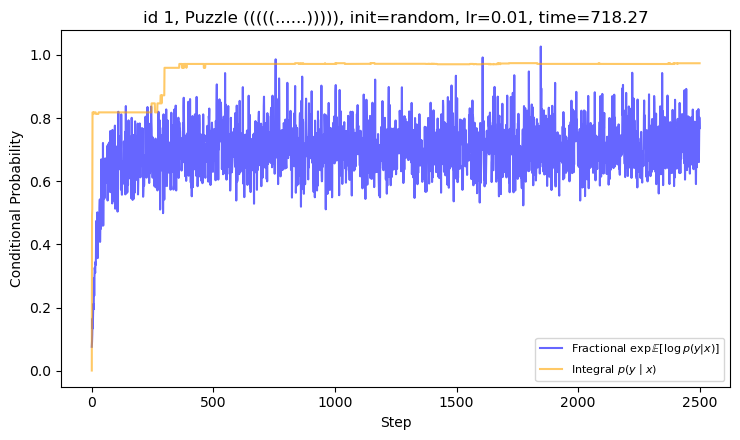 id 1, Puzzle (((((......))))), init=random, lr=0.01, time=718.27
Conditional Probability
1.0
0.8
0.6
0.4
0.2
0.0
0
500
1000
1500
2000
2500
Step
Fractional exp𝔼[log p(y|x)]
Integral p(y | x)